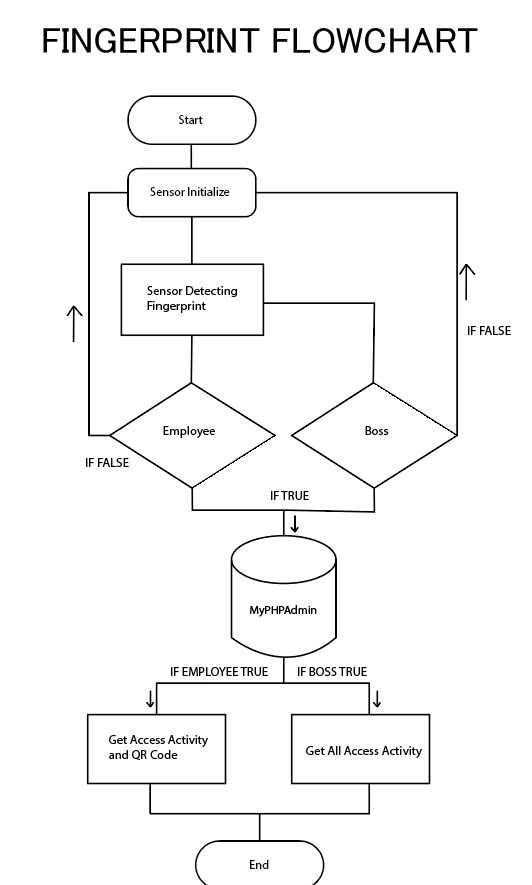 FINGERPRINT FLOWCHART
Start
Sensor Initialize
Sensor Detecting
Fingerprint
IF FALSE
Employee
Boss
IF FALSE
IF TRUE
MyPHPAdmin
IF EMPLOYEE TRUE
IF BOSS TRUE
Get Access Activity
and QR Code
Get All Access Activity
End